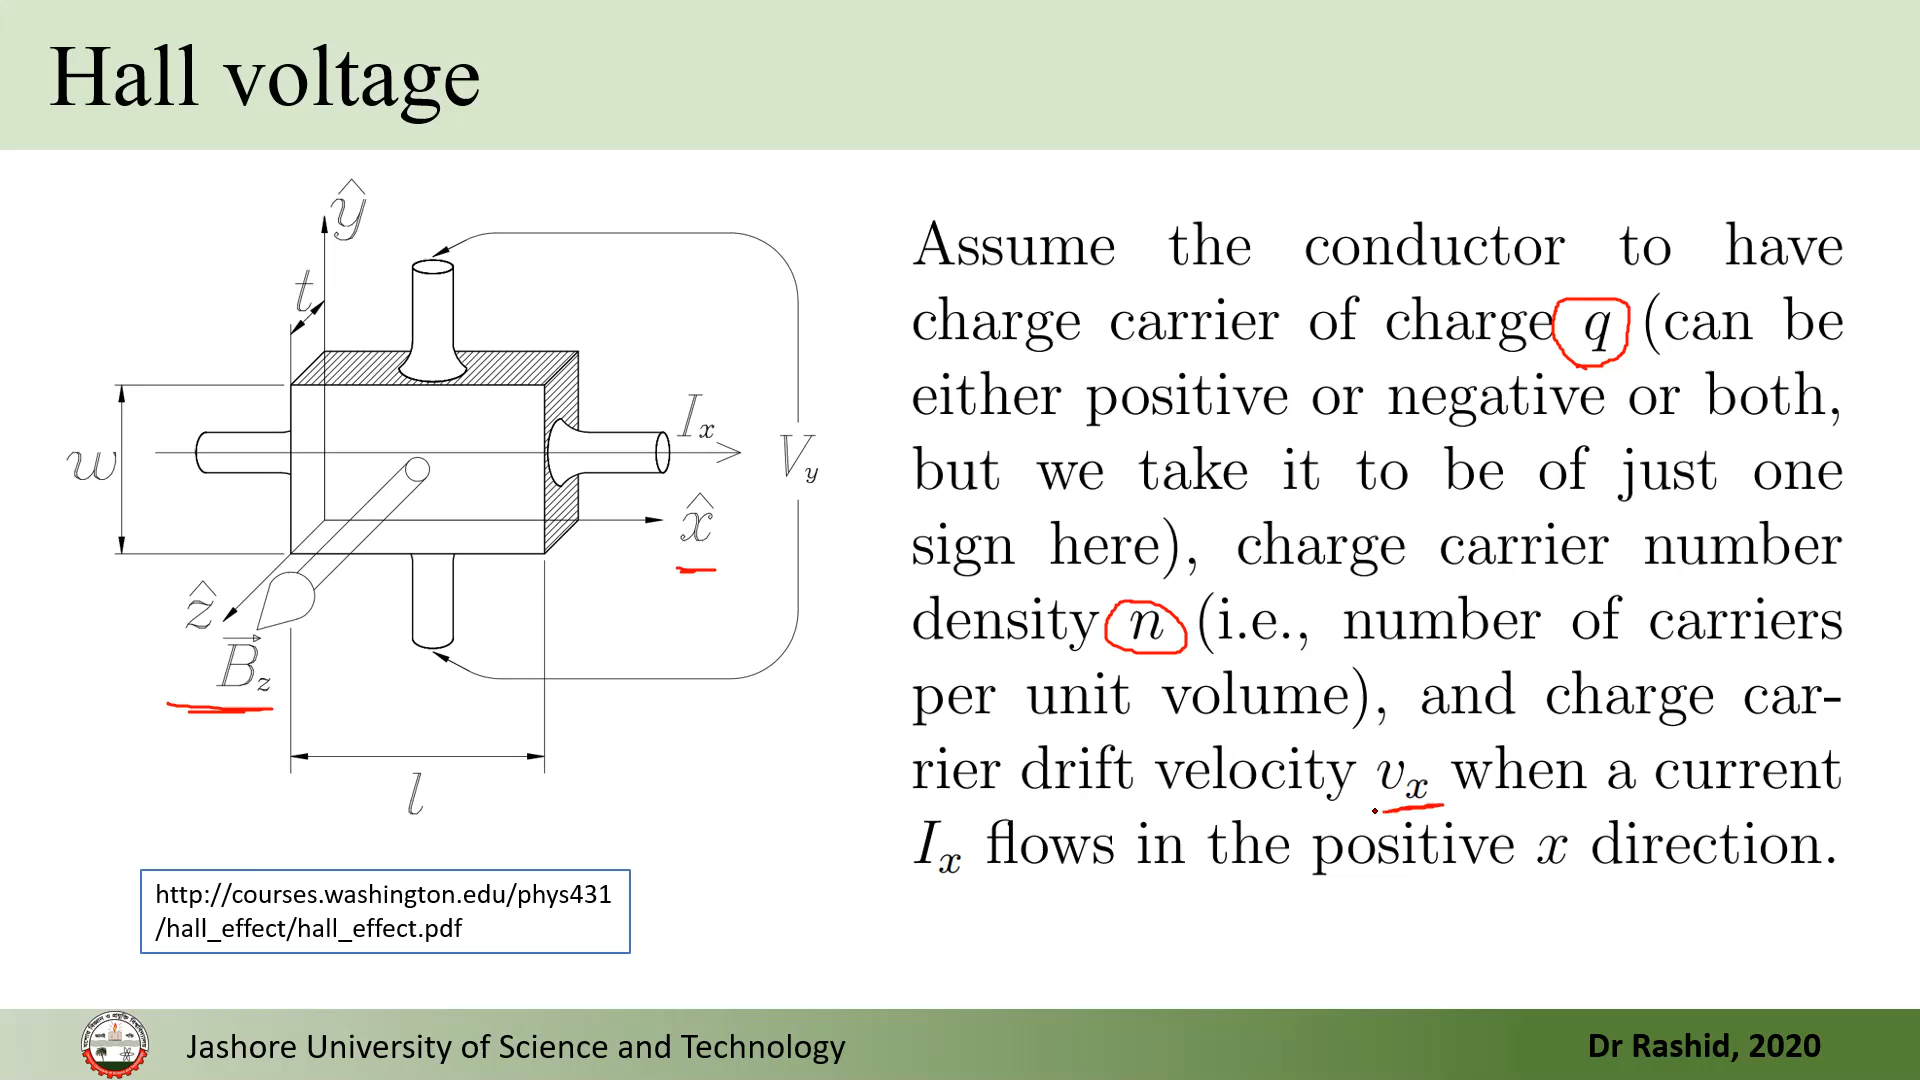 Hall voltage
ŷ
t
w
I_x
V_y
x̂
ẑ
B⃗_z
l
Assume the conductor to have
charge carrier of charge q (can be
either positive or negative or both,
but we take it to be of just one
sign here), charge carrier number
density n (i.e., number of carriers
per unit volume), and charge car-
rier drift velocity v_x when a current
I_x flows in the positive x direction.
http://courses.washington.edu/phys431
/hall_effect/hall_effect.pdf
Jashore University of Science and Technology
Dr Rashid, 2020